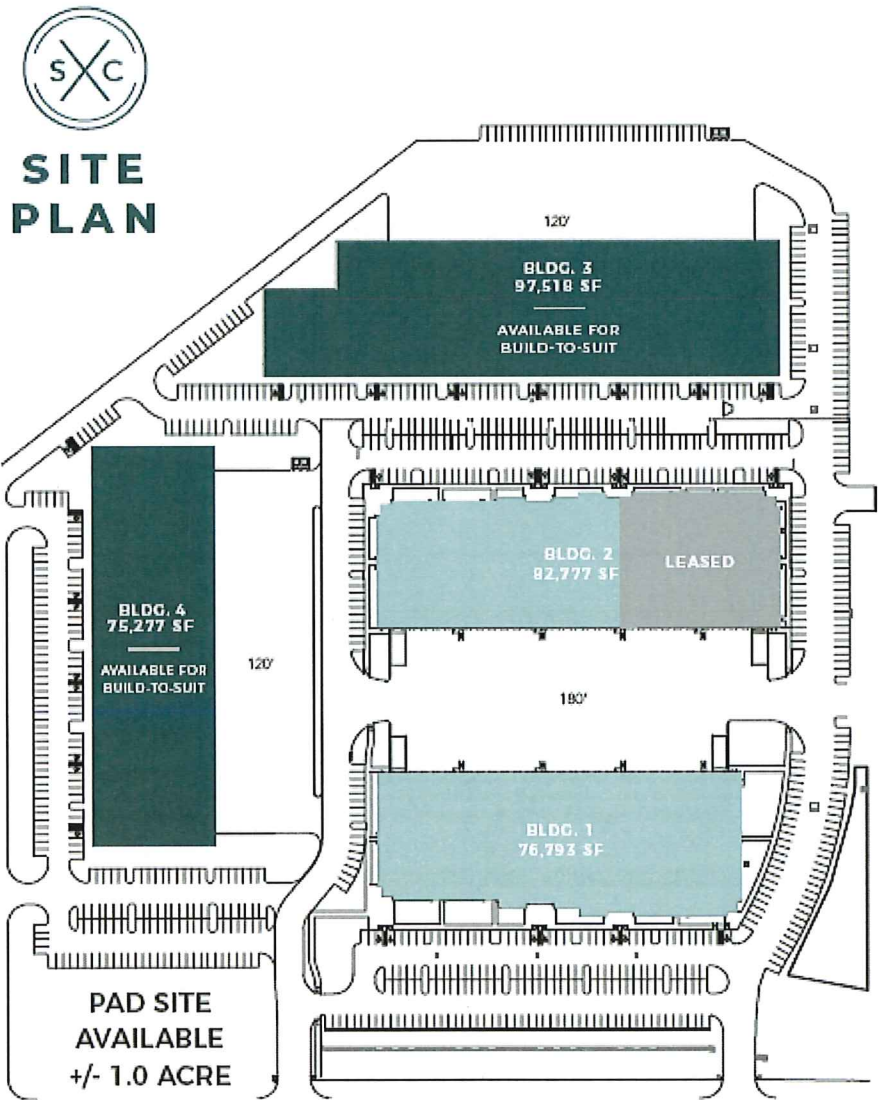 S C
SITE
PLAN
120'
BLDG. 3
97,518 SF
AVAILABLE FOR
BUILD-TO-SUIT
BLDG. 2
82,777 SF
LEASED
BLDG. 4
75,277 SF
AVAILABLE FOR
BUILD-TO-SUIT
120'
180'
BLDG. 1
76,793 SF
PAD SITE
AVAILABLE
+/- 1.0 ACRE